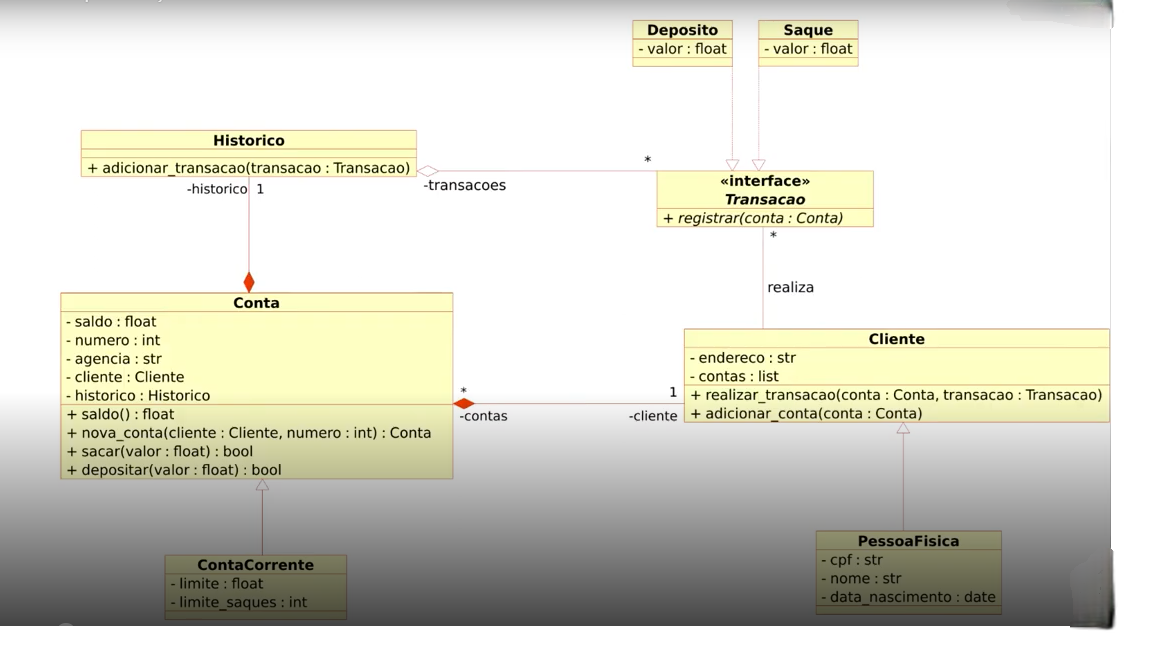 Deposito
- valor : float
Saque
- valor : float
Historico
+ adicionar_transacao(transacao : Transacao)
-historico 1
*
-transacoes
«interface»
Transacao
+ registrar(conta : Conta)
*
realiza
Conta
- saldo : float
- numero : int
- agencia : str
- cliente : Cliente
- historico : Historico
+ saldo() : float
+ nova_conta(cliente : Cliente, numero : int) : Conta
+ sacar(valor : float) : bool
+ depositar(valor : float) : bool
*
-contas
1
-cliente
Cliente
- endereco : str
- contas : list
+ realizar_transacao(conta : Conta, transacao : Transacao)
+ adicionar_conta(conta : Conta)
ContaCorrente
- limite : float
- limite_saques : int
PessoaFisica
- cpf : str
- nome : str
- data_nascimento : date